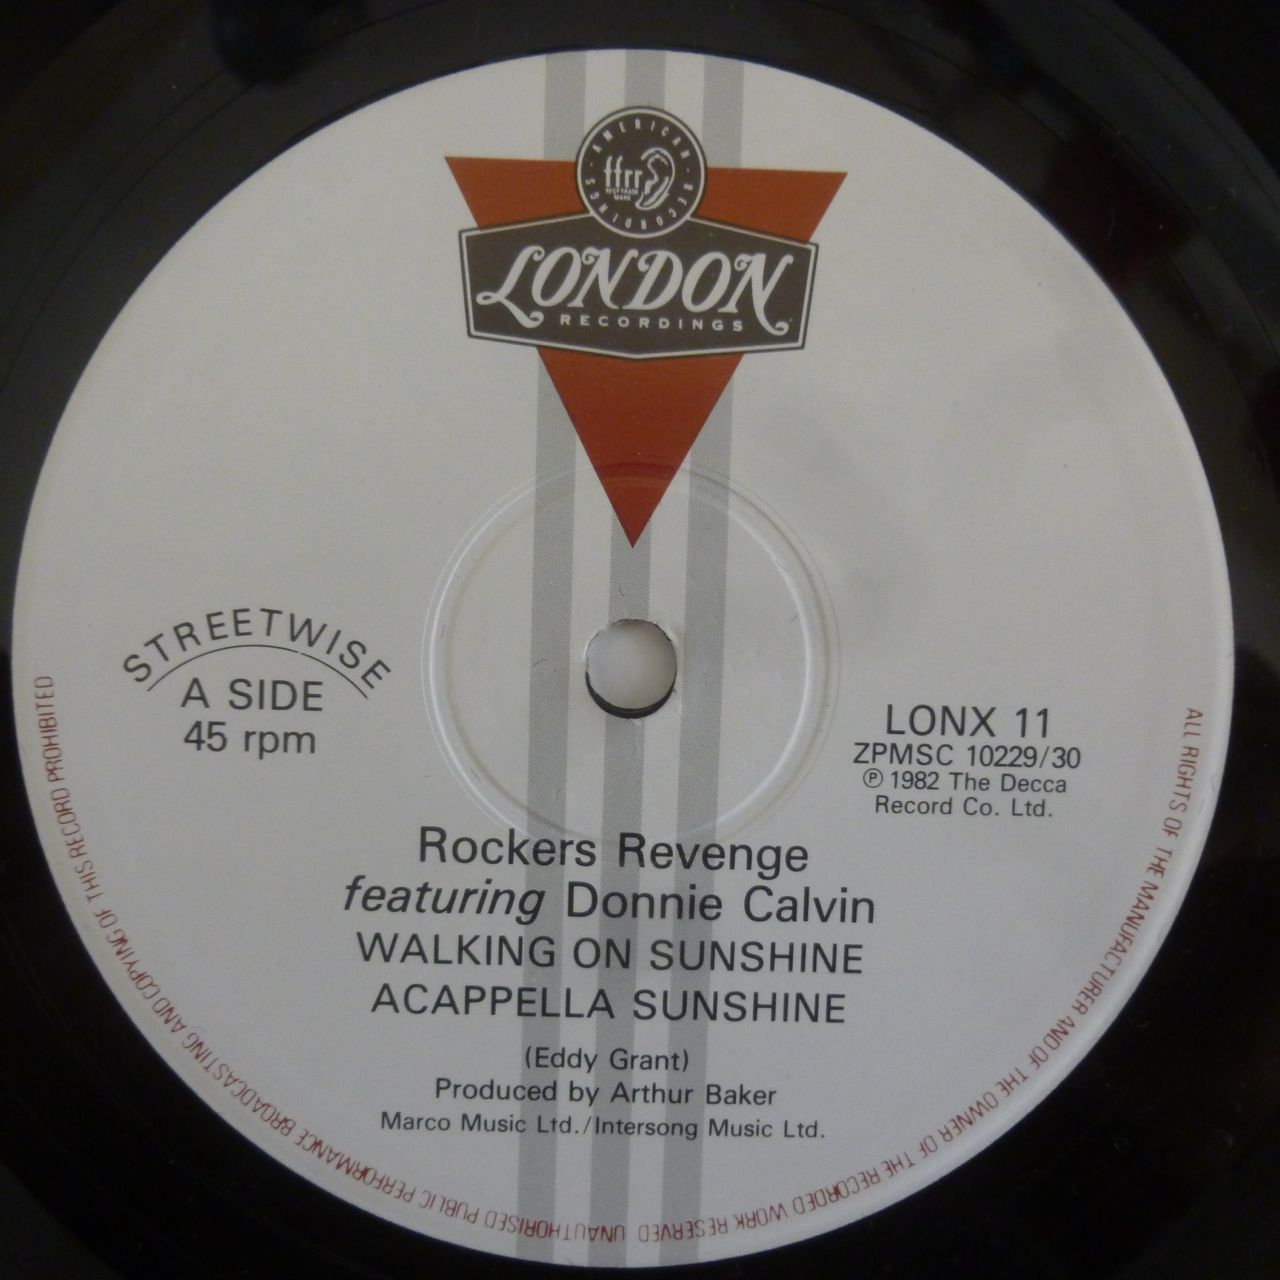 · AMERICAN · RECORDINGS
ffrr
REG? TRADE
MARK
LONDON
RECORDINGS
STREETWISE
A SIDE
45 rpm
LONX 11
ZPMSC 10229/30
℗ 1982 The Decca
Record Co. Ltd.
Rockers Revenge
featuring Donnie Calvin
WALKING ON SUNSHINE
ACAPPELLA SUNSHINE
(Eddy Grant)
Produced by Arthur Baker
Marco Music Ltd./Intersong Music Ltd.
ALL RIGHTS OF THE MANUFACTURER AND OF THE OWNER OF THE RECORDED WORK RESERVED UNAUTHORISED PUBLIC PERFORMANCE BROADCASTING AND COPYING OF THIS RECORD PROHIBITED